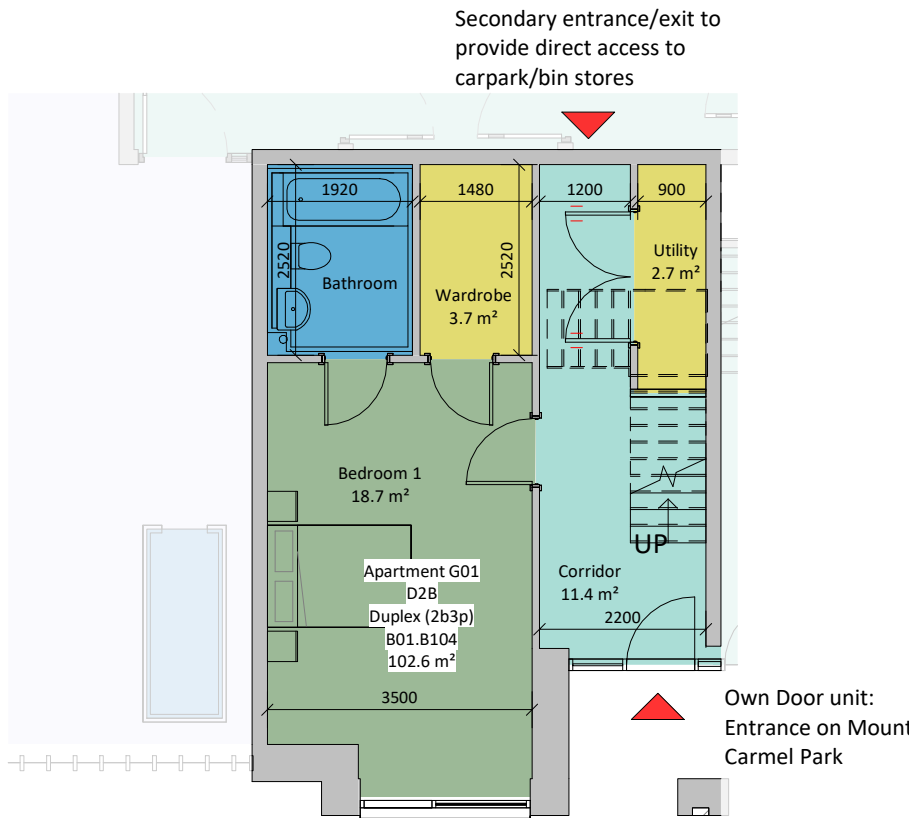 Secondary entrance/exit to
provide direct access to
carpark/bin stores
1920
1480
1200
900
2520
2520
Bathroom
Wardrobe
3.7 m²
Utility
2.7 m²
Bedroom 1
18.7 m²
UP
Apartment G01
D2B
Duplex (2b3p)
B01.B104
102.6 m²
Corridor
11.4 m²
2200
3500
Own Door unit:
Entrance on Mount
Carmel Park